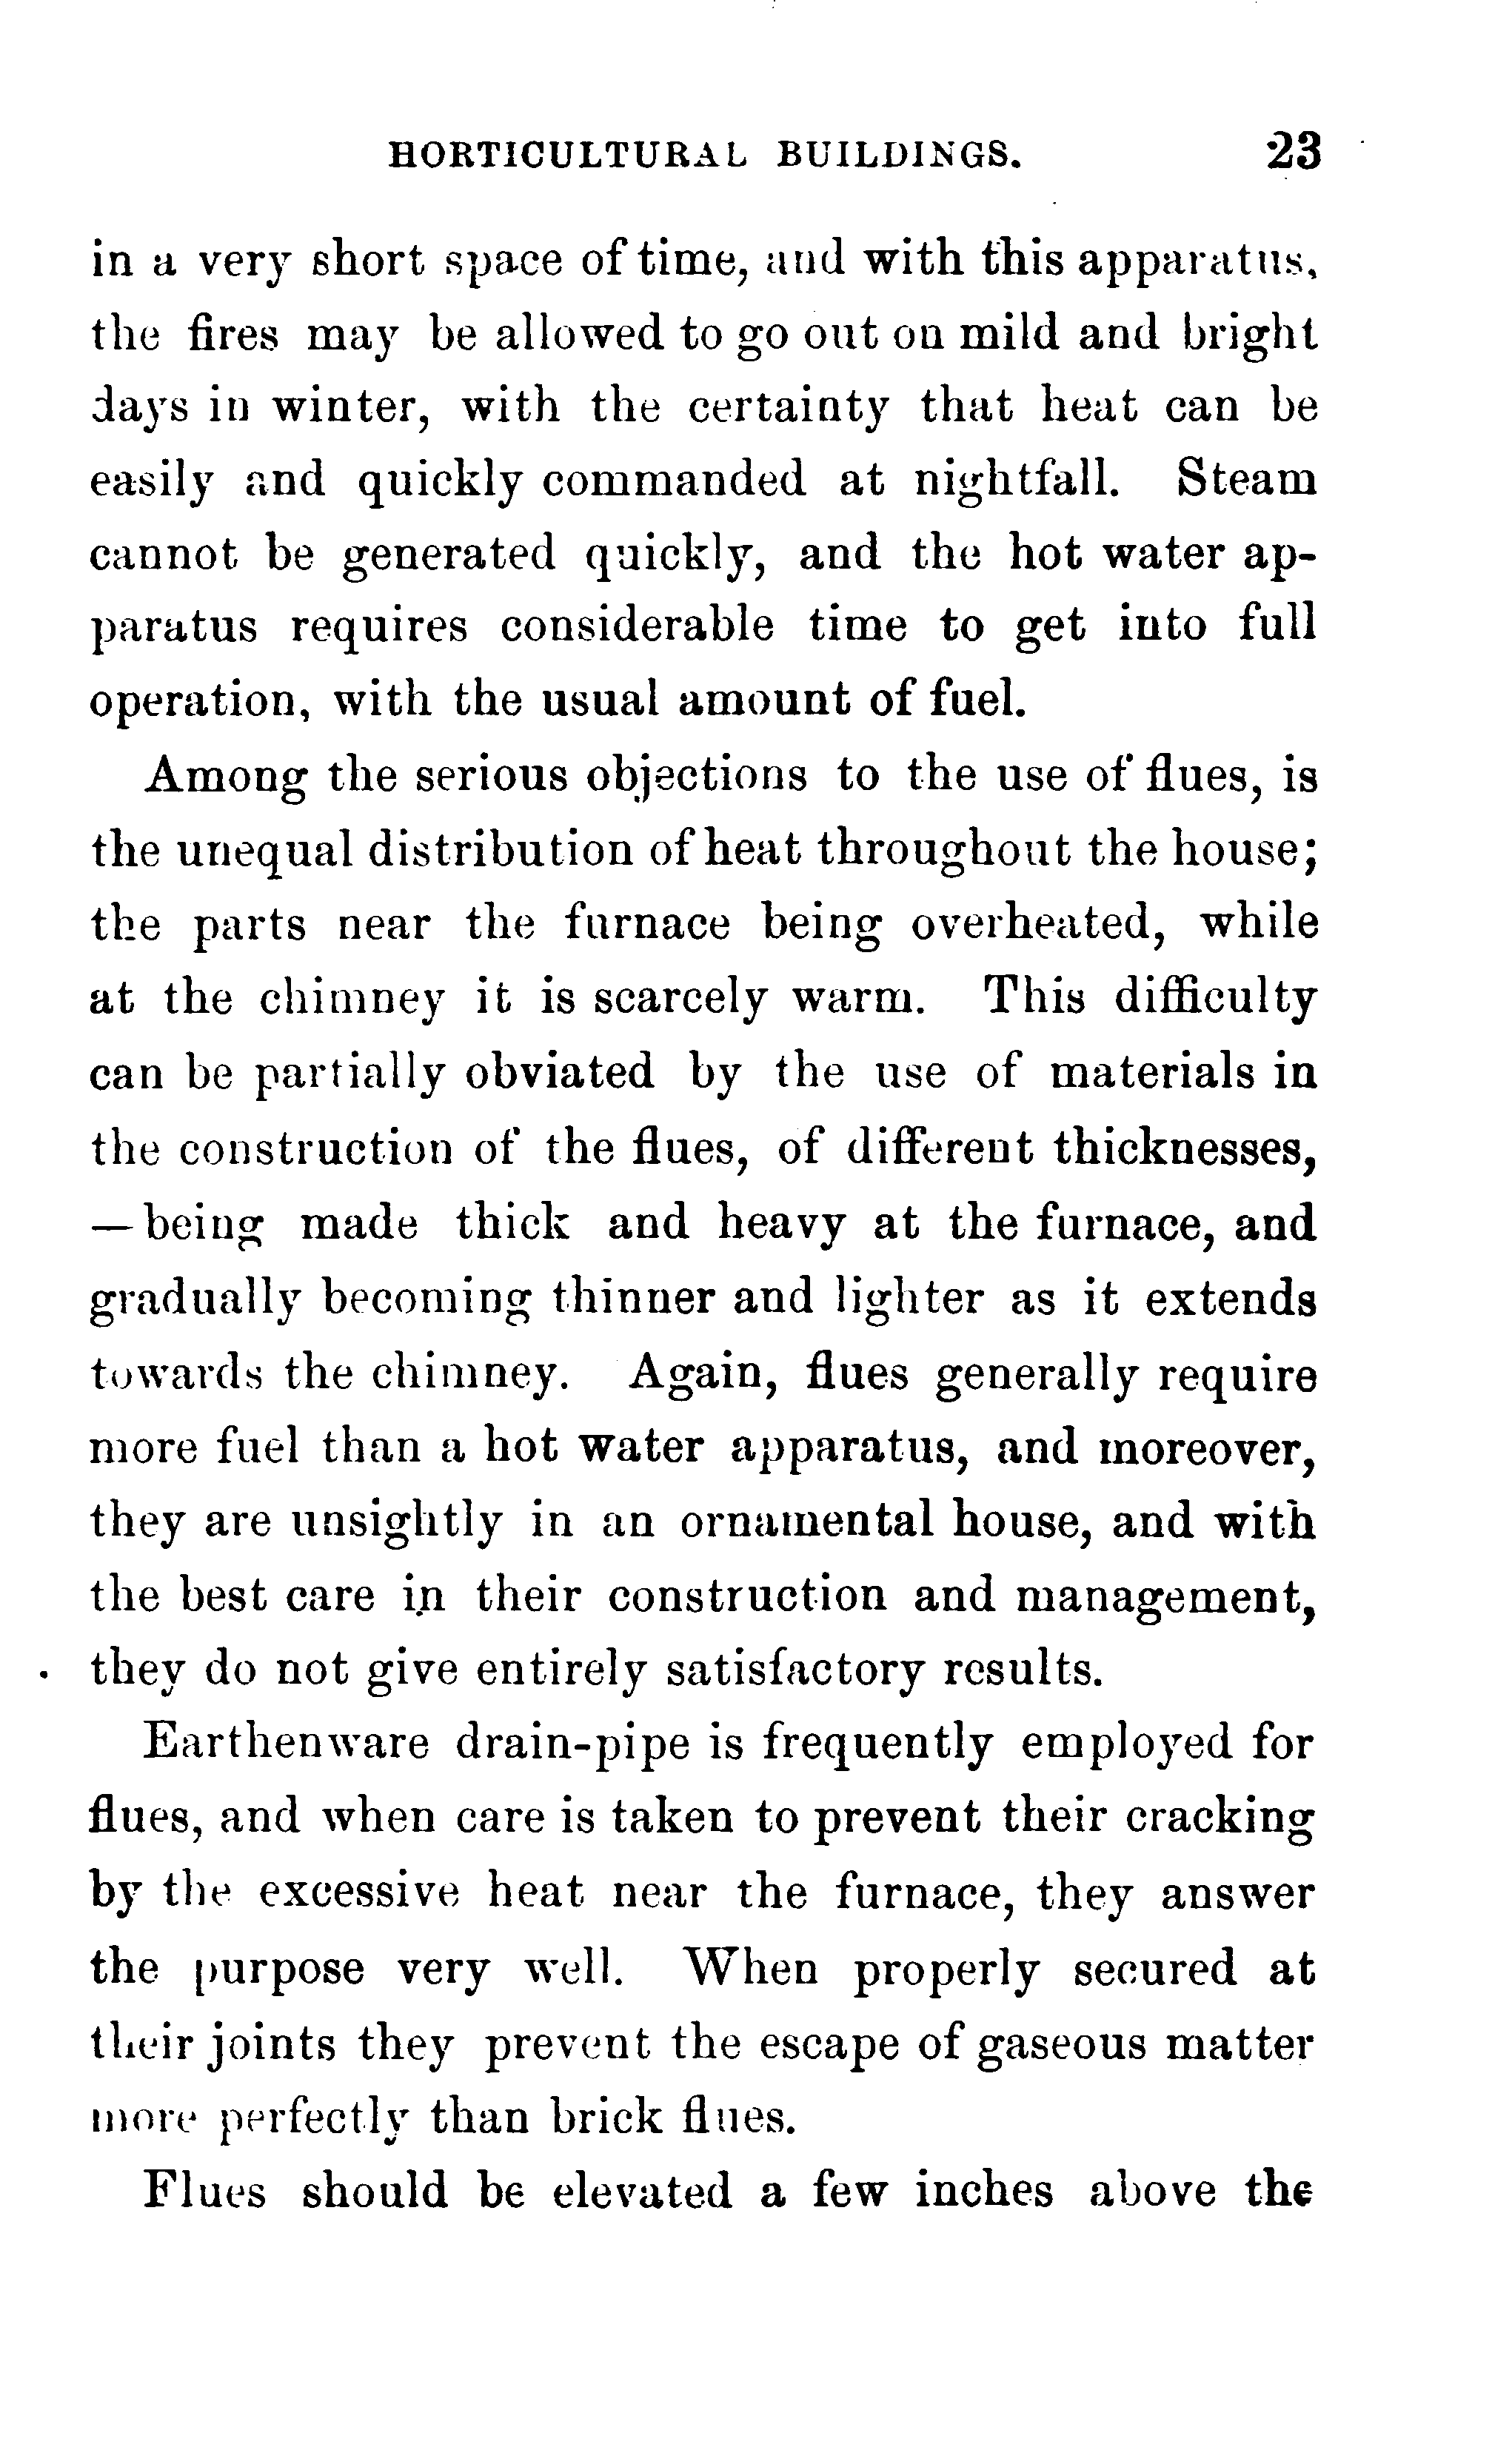 HORTICULTURAL BUILDINGS. 23
in a very short space of time, and with this apparatus,
the fires may be allowed to go out on mild and bright
days in winter, with the certainty that heat can be
easily and quickly commanded at nightfall. Steam
cannot be generated quickly, and the hot water ap-
paratus requires considerable time to get into full
operation, with the usual amount of fuel.
Among the serious objections to the use of flues, is
the unequal distribution of heat throughout the house;
the parts near the furnace being overheated, while
at the chimney it is scarcely warm. This difficulty
can be partially obviated by the use of materials in
the construction of the flues, of different thicknesses,
—being made thick and heavy at the furnace, and
gradually becoming thinner and lighter as it extends
towards the chimney. Again, flues generally require
more fuel than a hot water apparatus, and moreover,
they are unsightly in an ornamental house, and with
the best care in their construction and management,
they do not give entirely satisfactory results.
Earthenware drain-pipe is frequently employed for
flues, and when care is taken to prevent their cracking
by the excessive heat near the furnace, they answer
the purpose very well. When properly secured at
their joints they prevent the escape of gaseous matter
more perfectly than brick flues.
Flues should be elevated a few inches above the